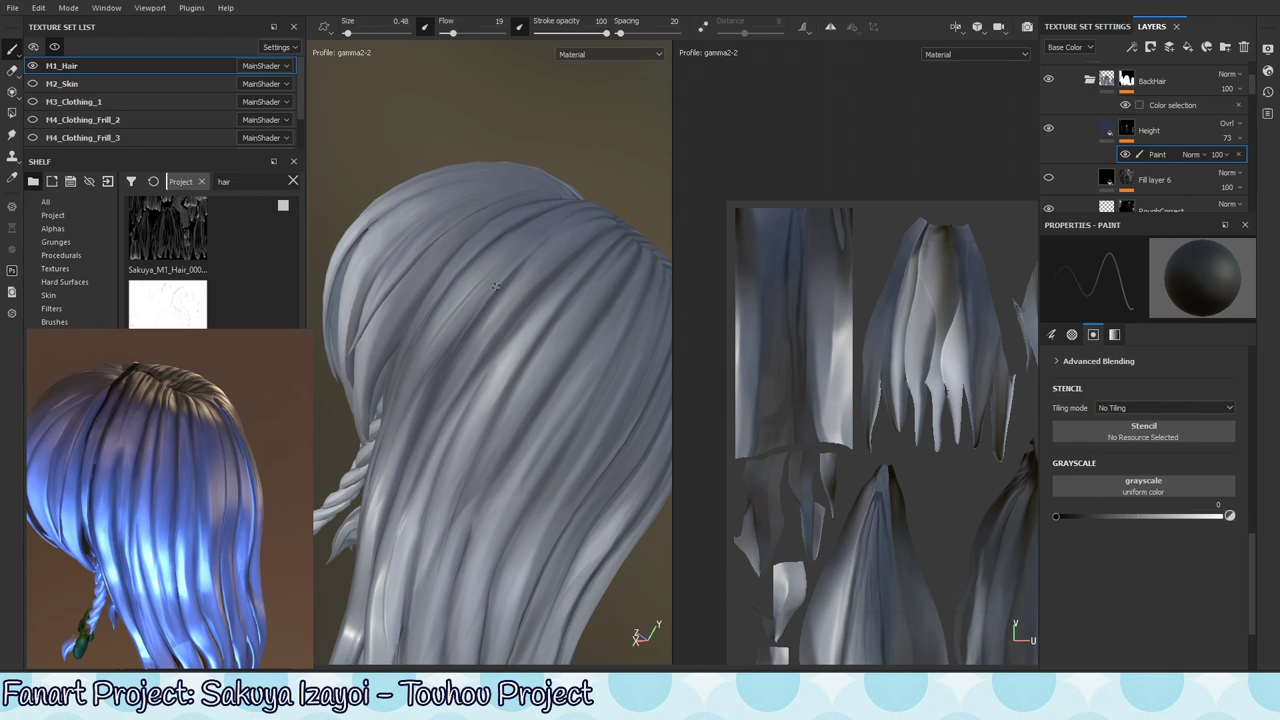 File Edit Mode Window Viewport Plugins Help
TEXTURE SET LIST
Settings
M1_Hair MainShader
M2_Skin MainShader
M3_Clothing_1 MainShader
M4_Clothing_Frill_2 MainShader
M4_Clothing_Frill_3 MainShader
SHELF
Project hair
All
Project
Alphas
Grunges
Procedurals
Textures
Hard Surfaces
Skin
Filters
Brushes
Sakuya_M1_Hair_000...
Size 0.48 Flow 19 Stroke opacity 100 Spacing 20 Distance 8
Profile: gamma2-2 Material
Profile: gamma2-2 Material
Z X Y
V U
TEXTURE SET SETTINGS LAYERS
Base Color
BackHair Norm 100
Color selection
Height Ovrl 73
Paint Norm 100
Fill layer 6 Norm 100
RoughCorrect Norm
PROPERTIES - PAINT
Advanced Blending
STENCIL
Tiling mode No Tiling
Stencil
No Resource Selected
GRAYSCALE
grayscale
uniform color
0
Fanart Project: Sakuya Izayoi - Touhou Project